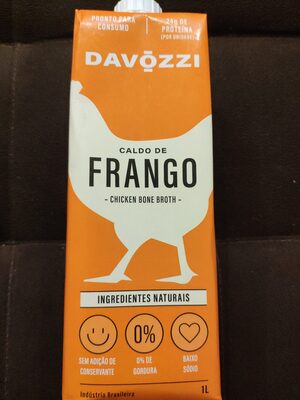 PRONTO PARA
CONSUMO
24g DE
PROTEÍNA
(POR UNIDADE)
DAVŌZZI
CALDO DE
FRANGO
- CHICKEN BONE BROTH -
INGREDIENTES NATURAIS
SEM ADIÇÃO DE
CONSERVANTE
0%
0% DE
GORDURA
BAIXO
SÓDIO
Indústria Brasileira
1L